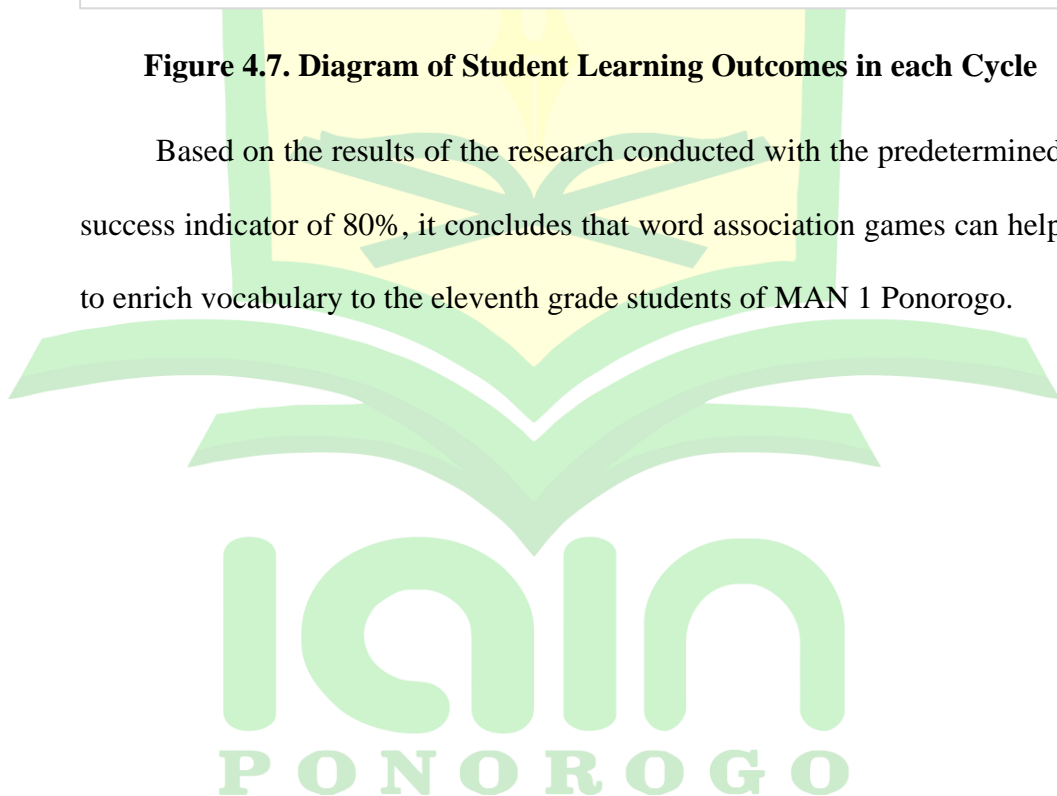 Figure 4.7. Diagram of Student Learning Outcomes in each Cycle
Based on the results of the research conducted with the predetermined
success indicator of 80%, it concludes that word association games can help
to enrich vocabulary to the eleventh grade students of MAN 1 Ponorogo.
iain
PONOROGO